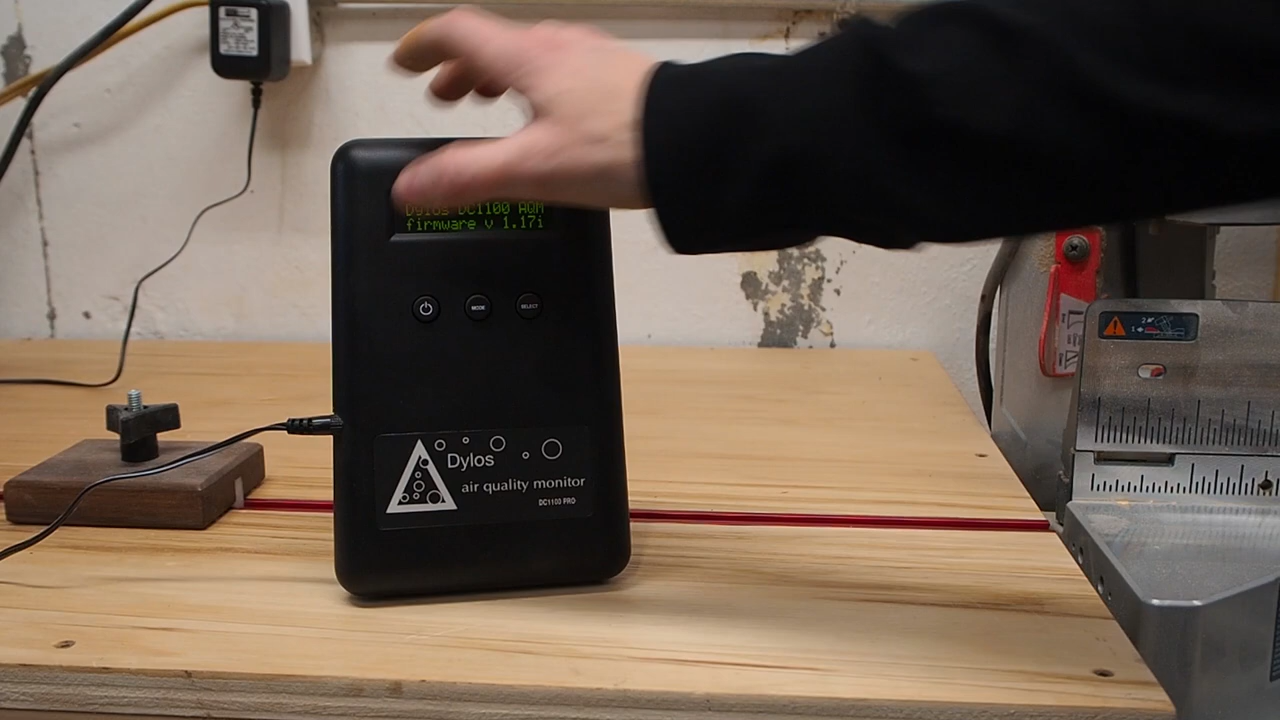 Dylos DC1100 AQM
firmware v 1.17i
MODE
SELECT
Dylos
air quality monitor
DC1100 PRO